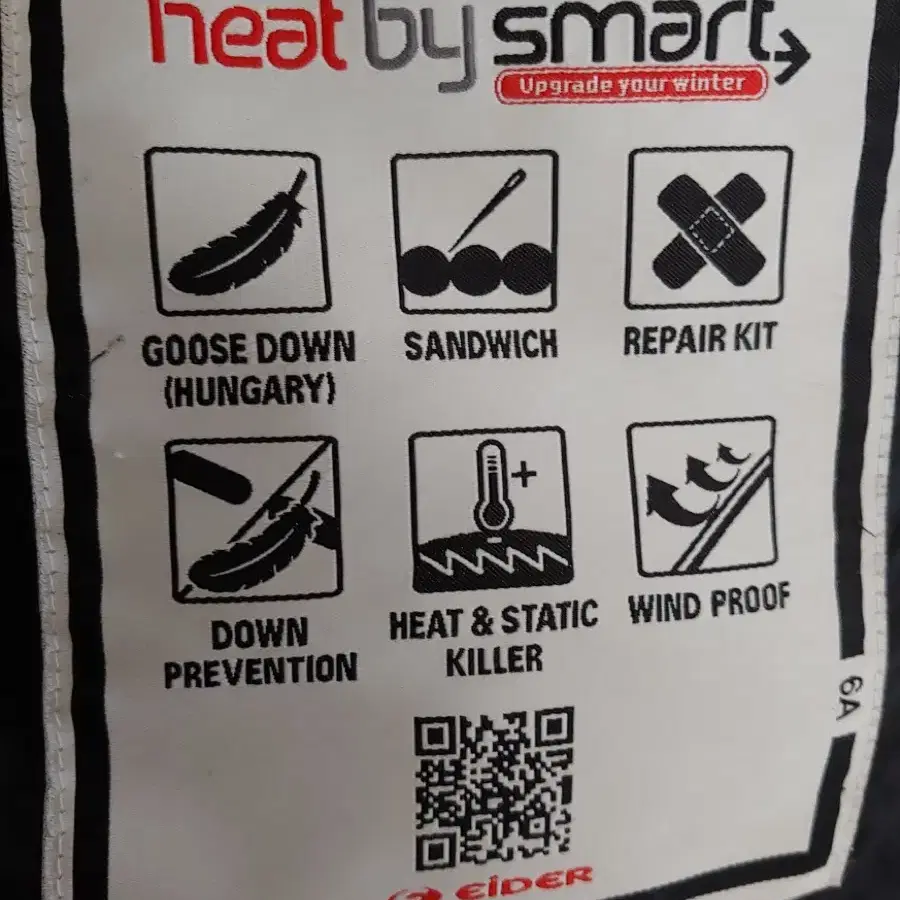 heat by smart
Upgrade your winter
GOOSE DOWN
(HUNGARY)
SANDWICH
REPAIR KIT
DOWN
PREVENTION
HEAT & STATIC
KILLER
WIND PROOF
6A
EiDER